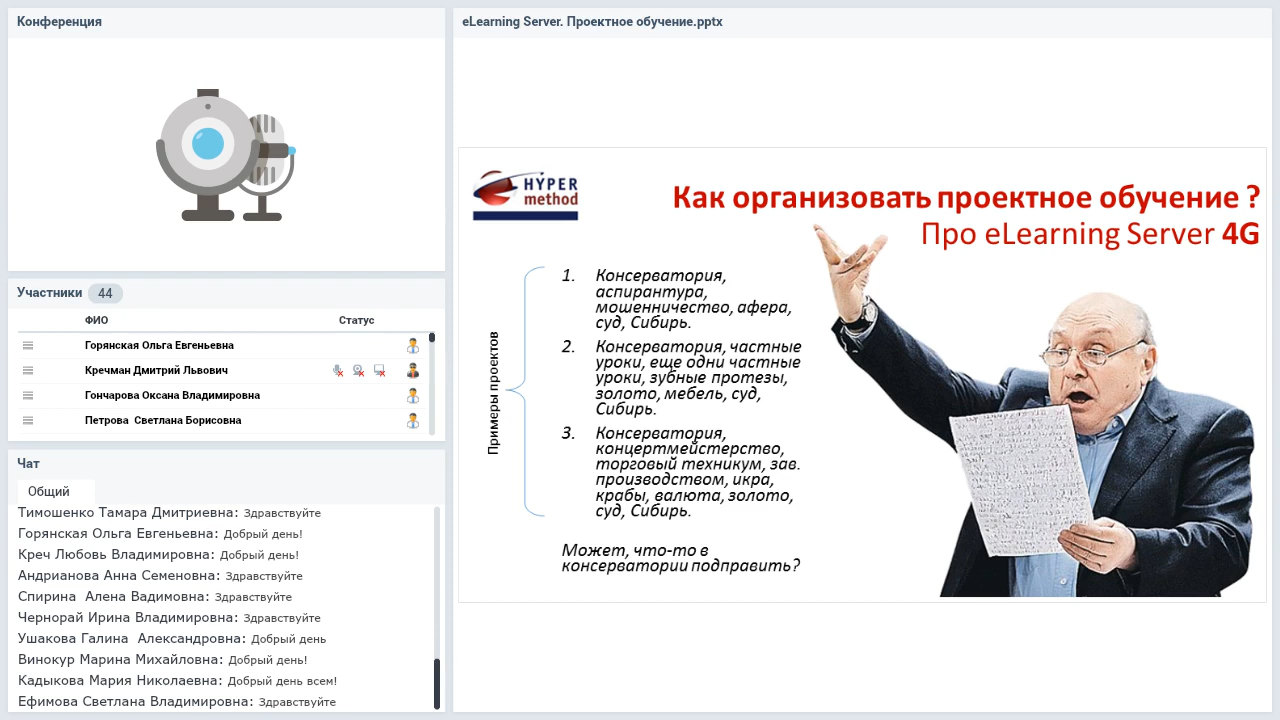 Конференция
Участники 44
ФИО Статус
Горянская Ольга Евгеньевна
Кречман Дмитрий Львович
Гончарова Оксана Владимировна
Петрова Светлана Борисовна
Чат
Общий
Тимошенко Тамара Дмитриевна: Здравствуйте
Горянская Ольга Евгеньевна: Добрый день!
Креч Любовь Владимировна: Добрый день!
Андрианова Анна Семеновна: Здравствуйте
Спирина Алена Вадимовна: Здравствуйте
Чернорай Ирина Владимировна: Здравствуйте
Ушакова Галина Александровна: Добрый день
Винокур Марина Михайловна: Добрый день!
Кадыкова Мария Николаевна: Добрый день всем!
Ефимова Светлана Владимировна: Здравствуйте
eLearning Server. Проектное обучение.pptx
HYPER
method
Как организовать проектное обучение ?
Про eLearning Server 4G
Примеры проектов
1. Консерватория,
аспирантура,
мошенничество, афера,
суд, Сибирь.
2. Консерватория, частные
уроки, еще одни частные
уроки, зубные протезы,
золото, мебель, суд,
Сибирь.
3. Консерватория,
концертмейстерство,
торговый техникум, зав.
производством, икра,
крабы, валюта, золото,
суд, Сибирь.
Может, что-то в
консерватории подправить?